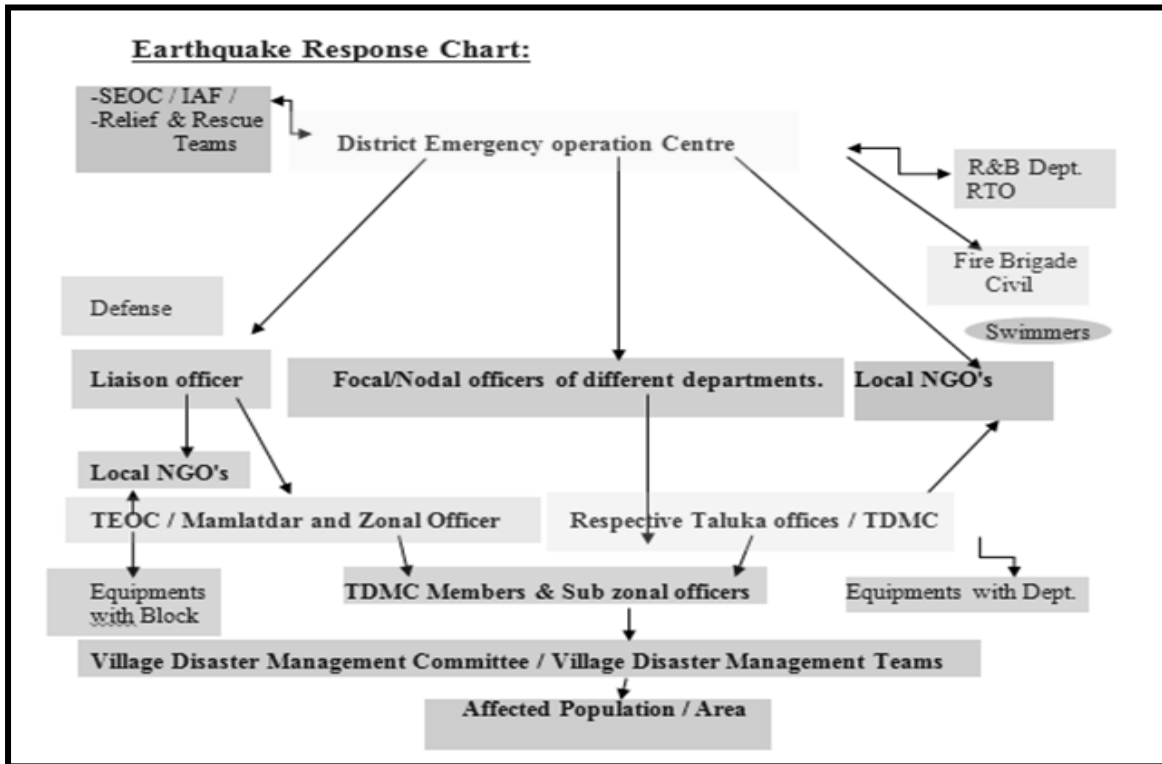 Earthquake Response Chart:
-SEOC / IAF /
-Relief & Rescue
Teams
District Emergency operation Centre
R&B Dept.
RTO
Fire Brigade
Civil
Swimmers
Defense
Liaison officer
Focal/Nodal officers of different departments.
Local NGO's
Local NGO's
TEOC / Mamlatdar and Zonal Officer
Respective Taluka offices / TDMC
Equipments
with Block
TDMC Members & Sub zonal officers
Equipments with Dept.
Village Disaster Management Committee / Village Disaster Management Teams
Affected Population / Area